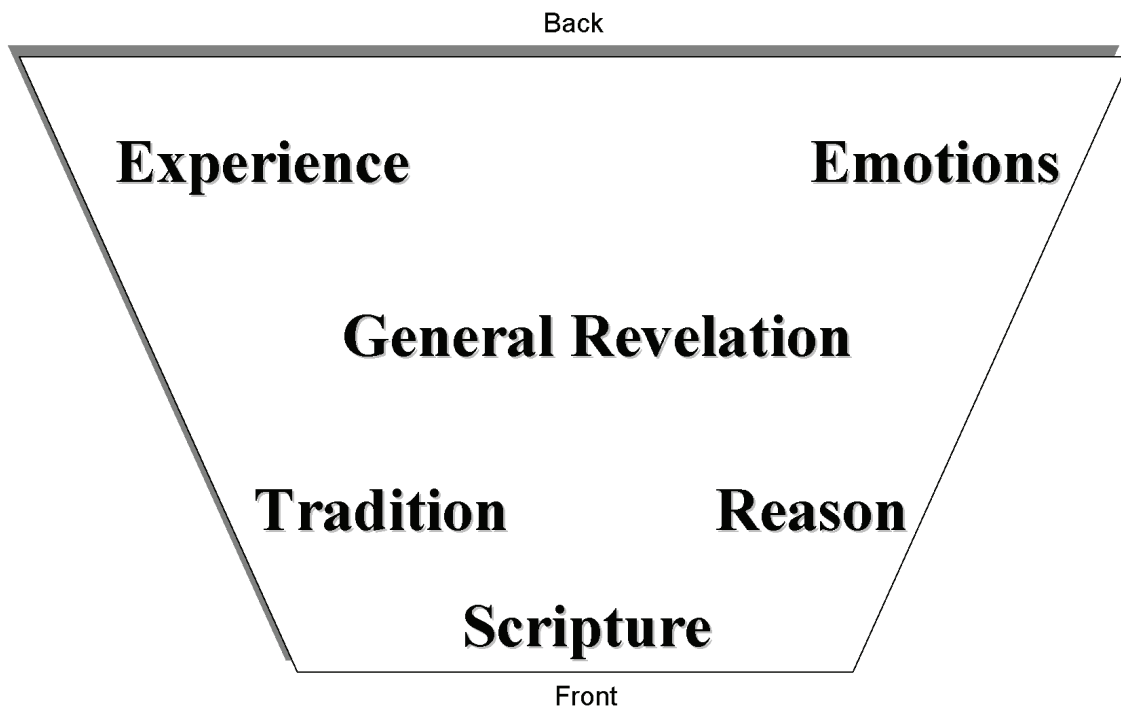 Back
Experience Emotions
General Revelation
Tradition Reason
Scripture
Front